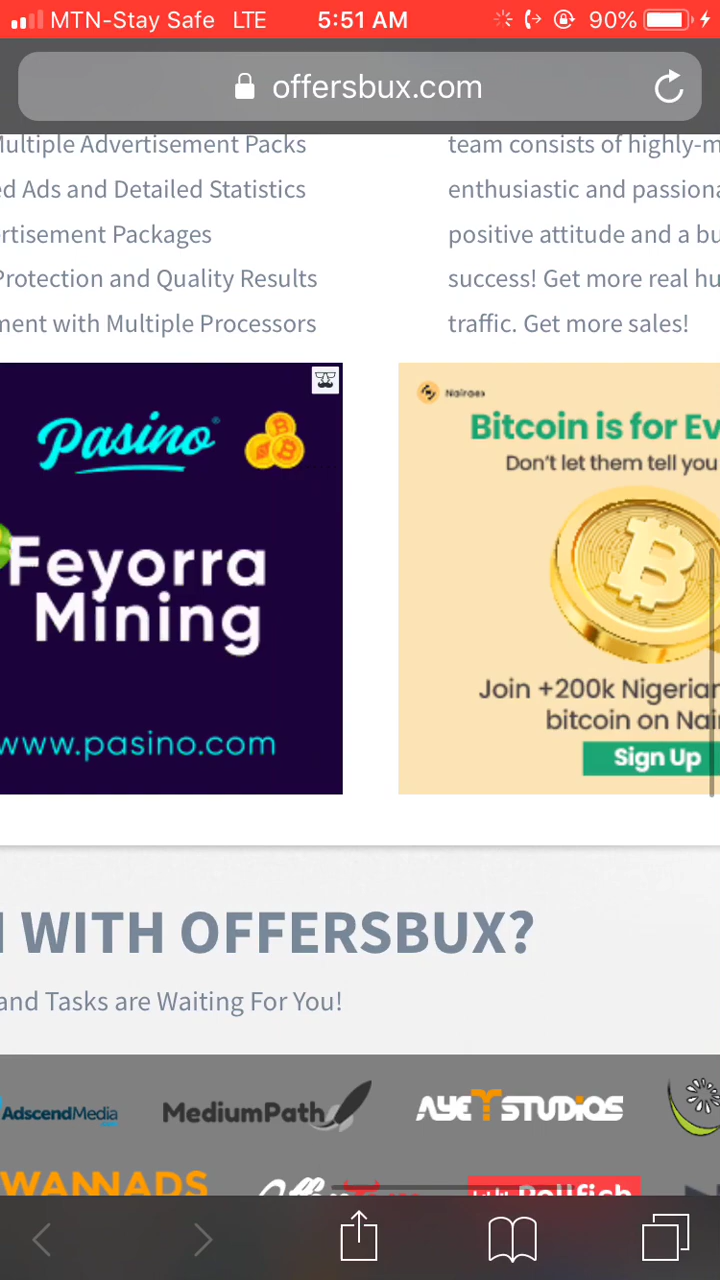 MTN-Stay Safe LTE 5:51 AM 90%
offersbux.com
Multiple Advertisement Packs
ed Ads and Detailed Statistics
ertisement Packages
Protection and Quality Results
ment with Multiple Processors
team consists of highly-m
enthusiastic and passiona
positive attitude and a bu
success! Get more real hu
traffic. Get more sales!
Pasino
Feyorra
Mining
www.pasino.com
Nairaex
Bitcoin is for Ev
Don't let them tell you
Join +200k Nigerian
bitcoin on Nai
Sign Up
WITH OFFERSBUX?
and Tasks are Waiting For You!
AdscendMedia MediumPath AYE T STUDIOS
WANNADS Pollfish